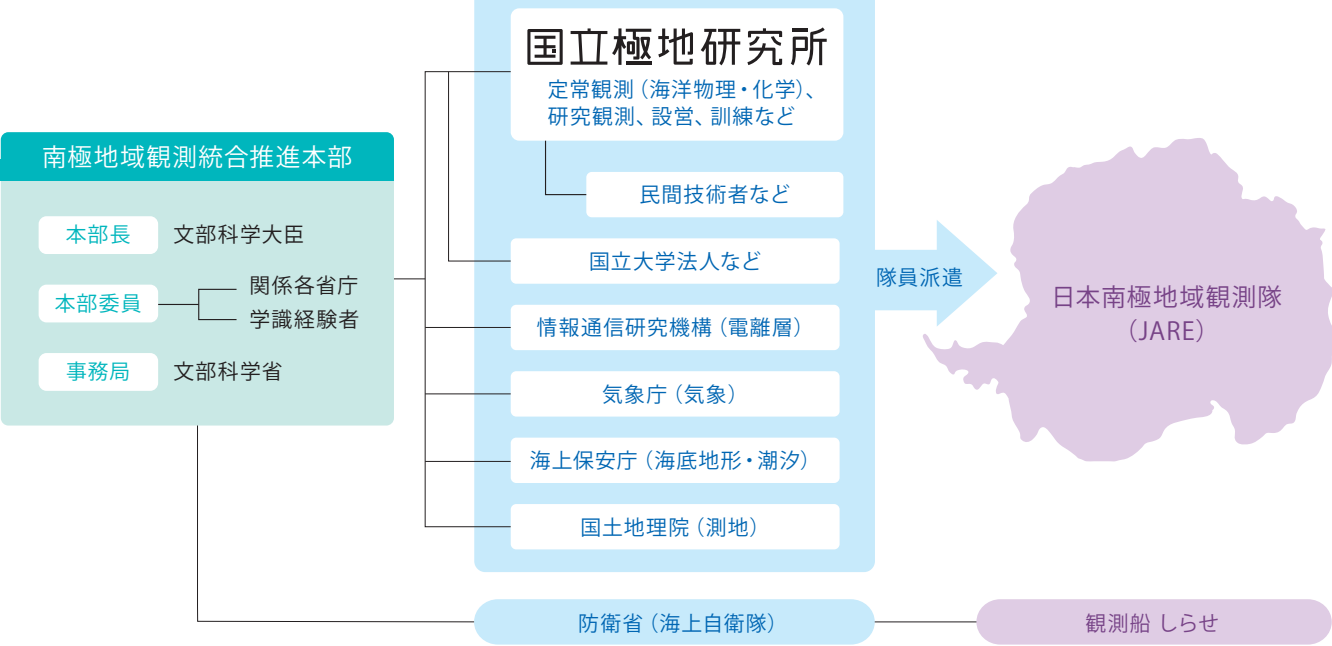 国立極地研究所
定常観測（海洋物理・化学）、
研究観測、設営、訓練など
民間技術者など
国立大学法人など
情報通信研究機構（電離層）
気象庁（気象）
海上保安庁（海底地形・潮汐）
国土地理院（測地）
南極地域観測統合推進本部
本部長 文部科学大臣
本部委員
関係各省庁
学識経験者
事務局 文部科学省
隊員派遣
日本南極地域観測隊
（JARE）
防衛省（海上自衛隊）
観測船 しらせ